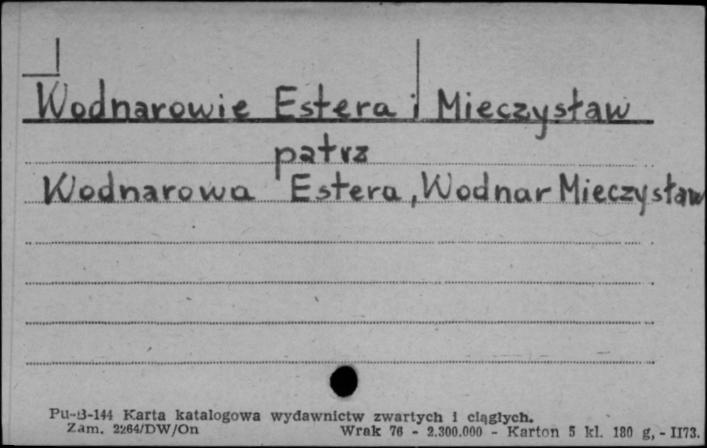 Wodnarowie Estera i Mieczysław
patrz
Wodnarowa Estera, Wodnar Mieczysław
Pu-B-144 Karta katalogowa wydawnictw zwartych i ciągłych.
Zam. 2264/DW/On Wrak 76 - 2.300.000 - Karton 5 kl. 180 g, - II73.